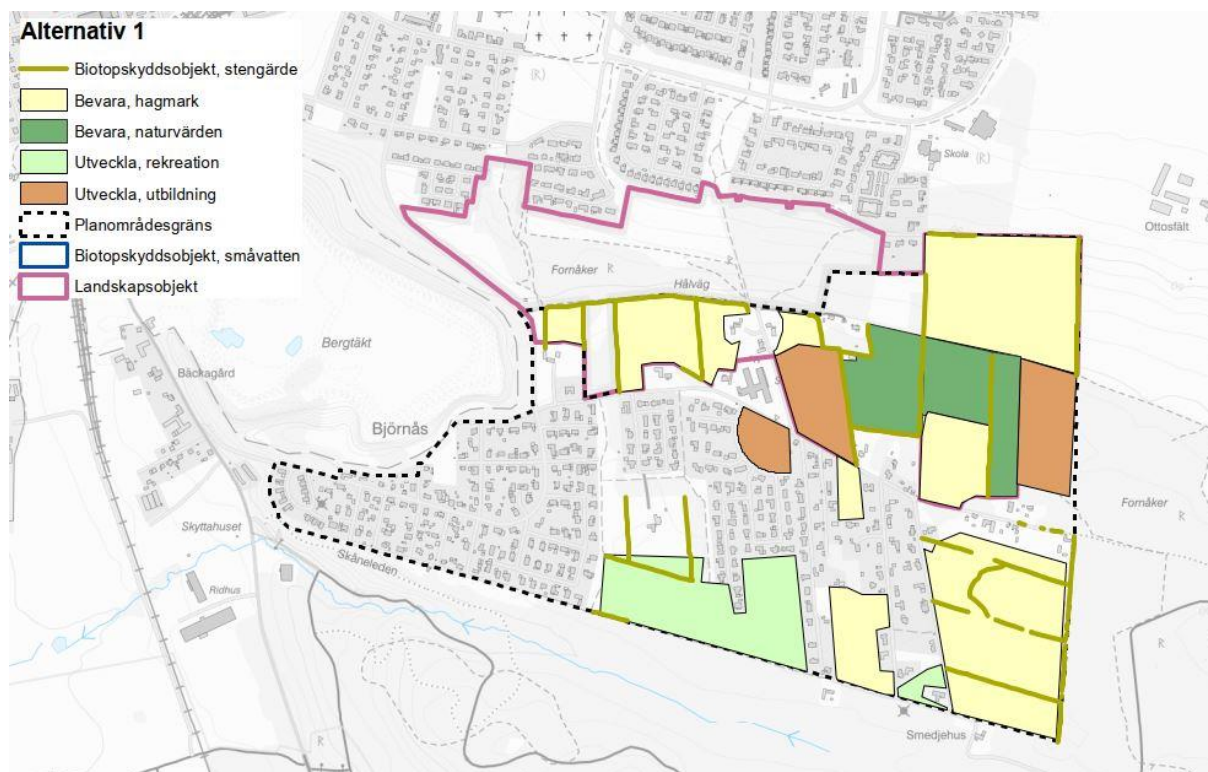 Alternativ 1
Biotopskyddsobjekt, stengärde
Bevara, hagmark
Bevara, naturvärden
Utveckla, rekreation
Utveckla, utbildning
Planområdesgräns
Biotopskyddsobjekt, småvatten
Landskapsobjekt
(R)
Skola
(R)
Ottosfält
Fornåker
R
Hålväg
Bergtäkt
Bäckagård
Björnås
Fornåker
R
Skyttahuset
Skåneleden
Ridhus
R
R
Smedjehus